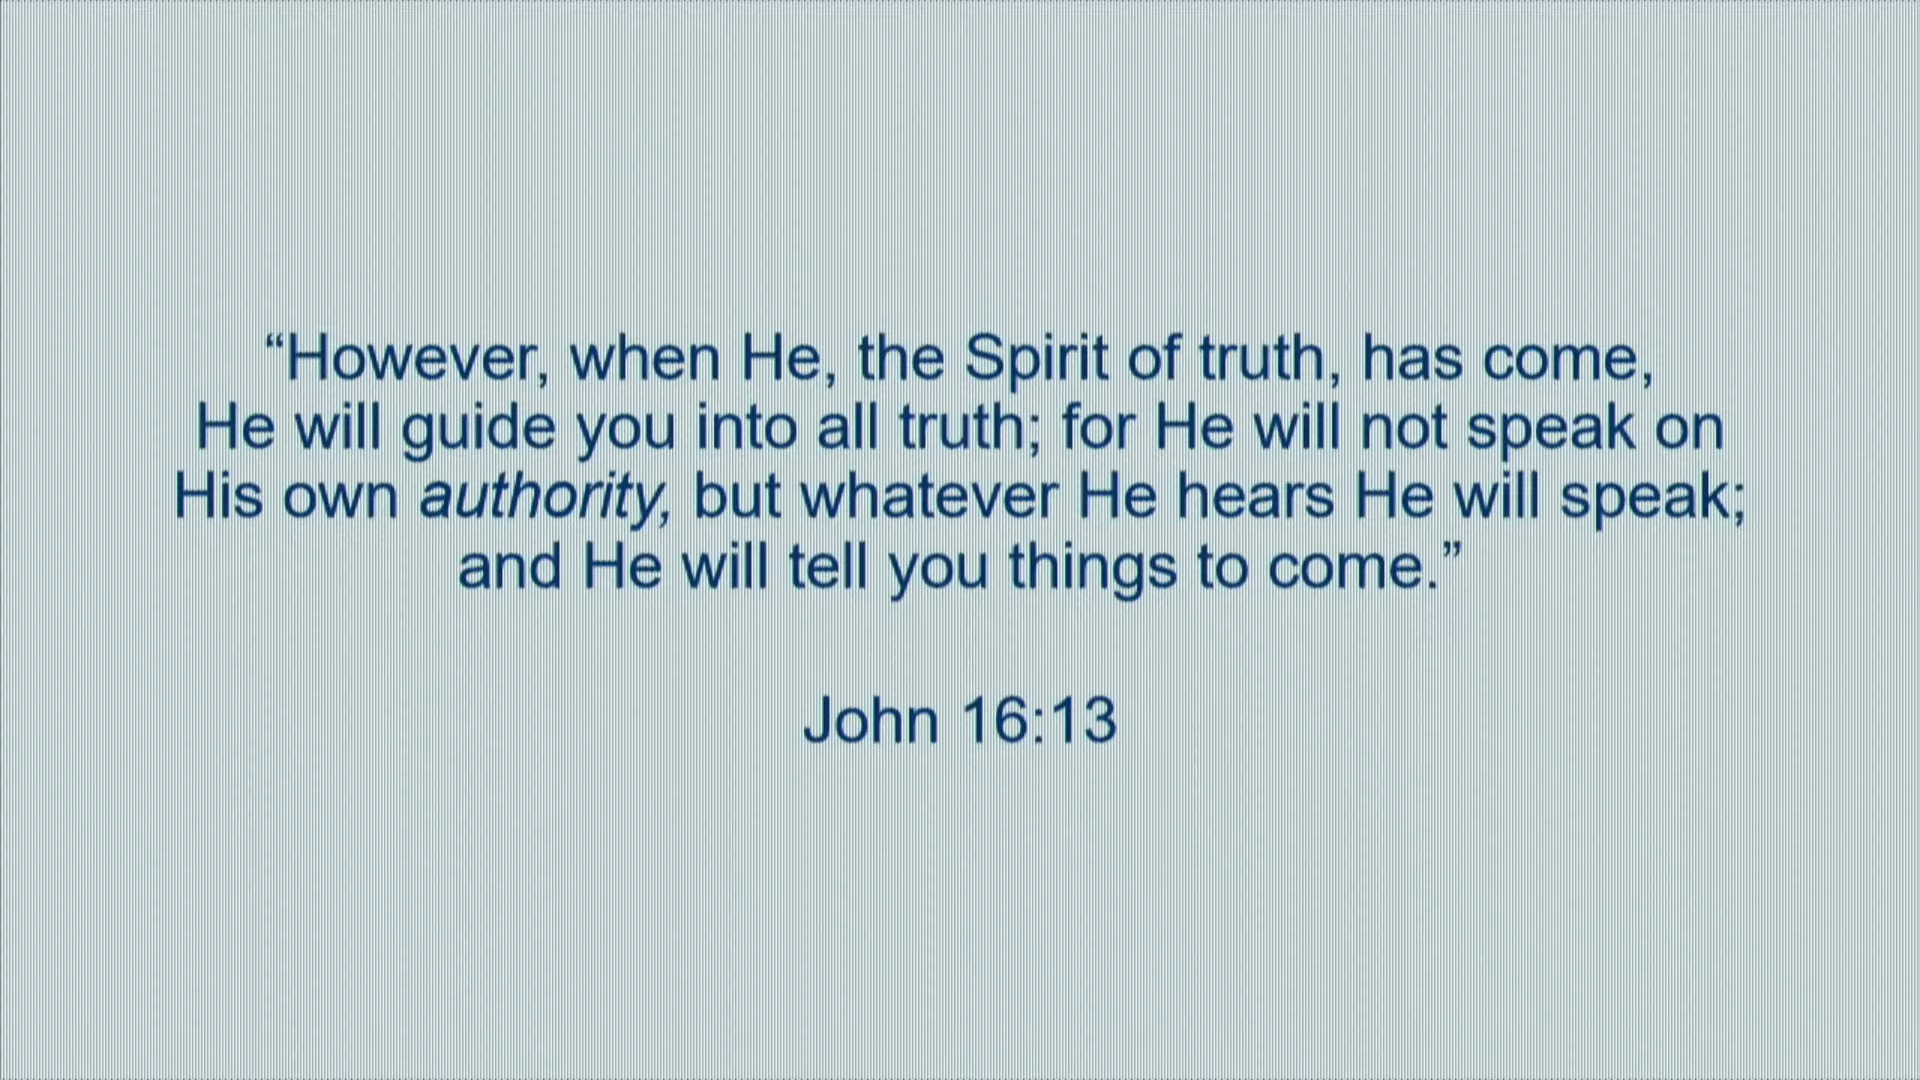 “However, when He, the Spirit of truth, has come,
He will guide you into all truth; for He will not speak on
His own authority, but whatever He hears He will speak;
and He will tell you things to come.”
John 16:13